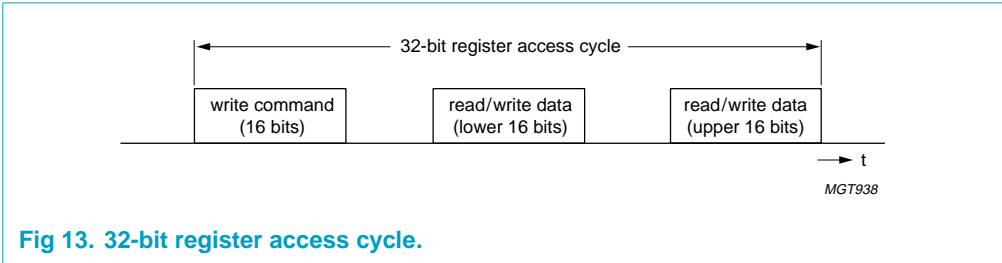 32-bit register access cycle
write command
(16 bits)
read/write data
(lower 16 bits)
read/write data
(upper 16 bits)
t
MGT938
Fig 13. 32-bit register access cycle.